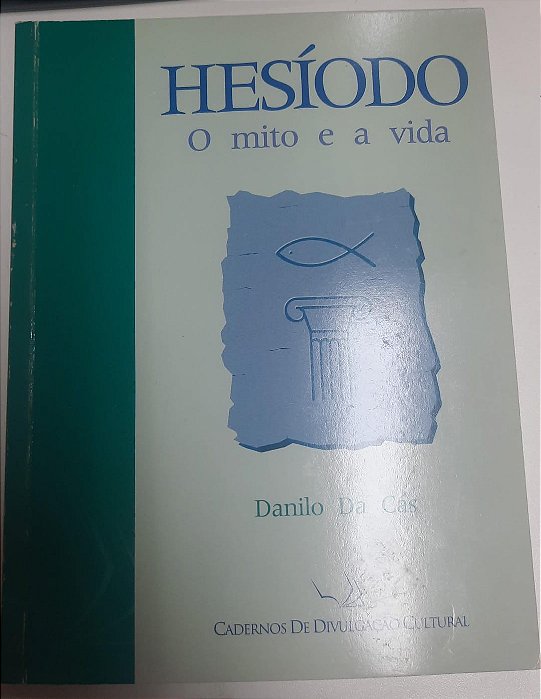 HESÍODO
O mito e a vida
Danilo Da Cás
CADERNOS DE DIVULGAÇÃO CULTURAL